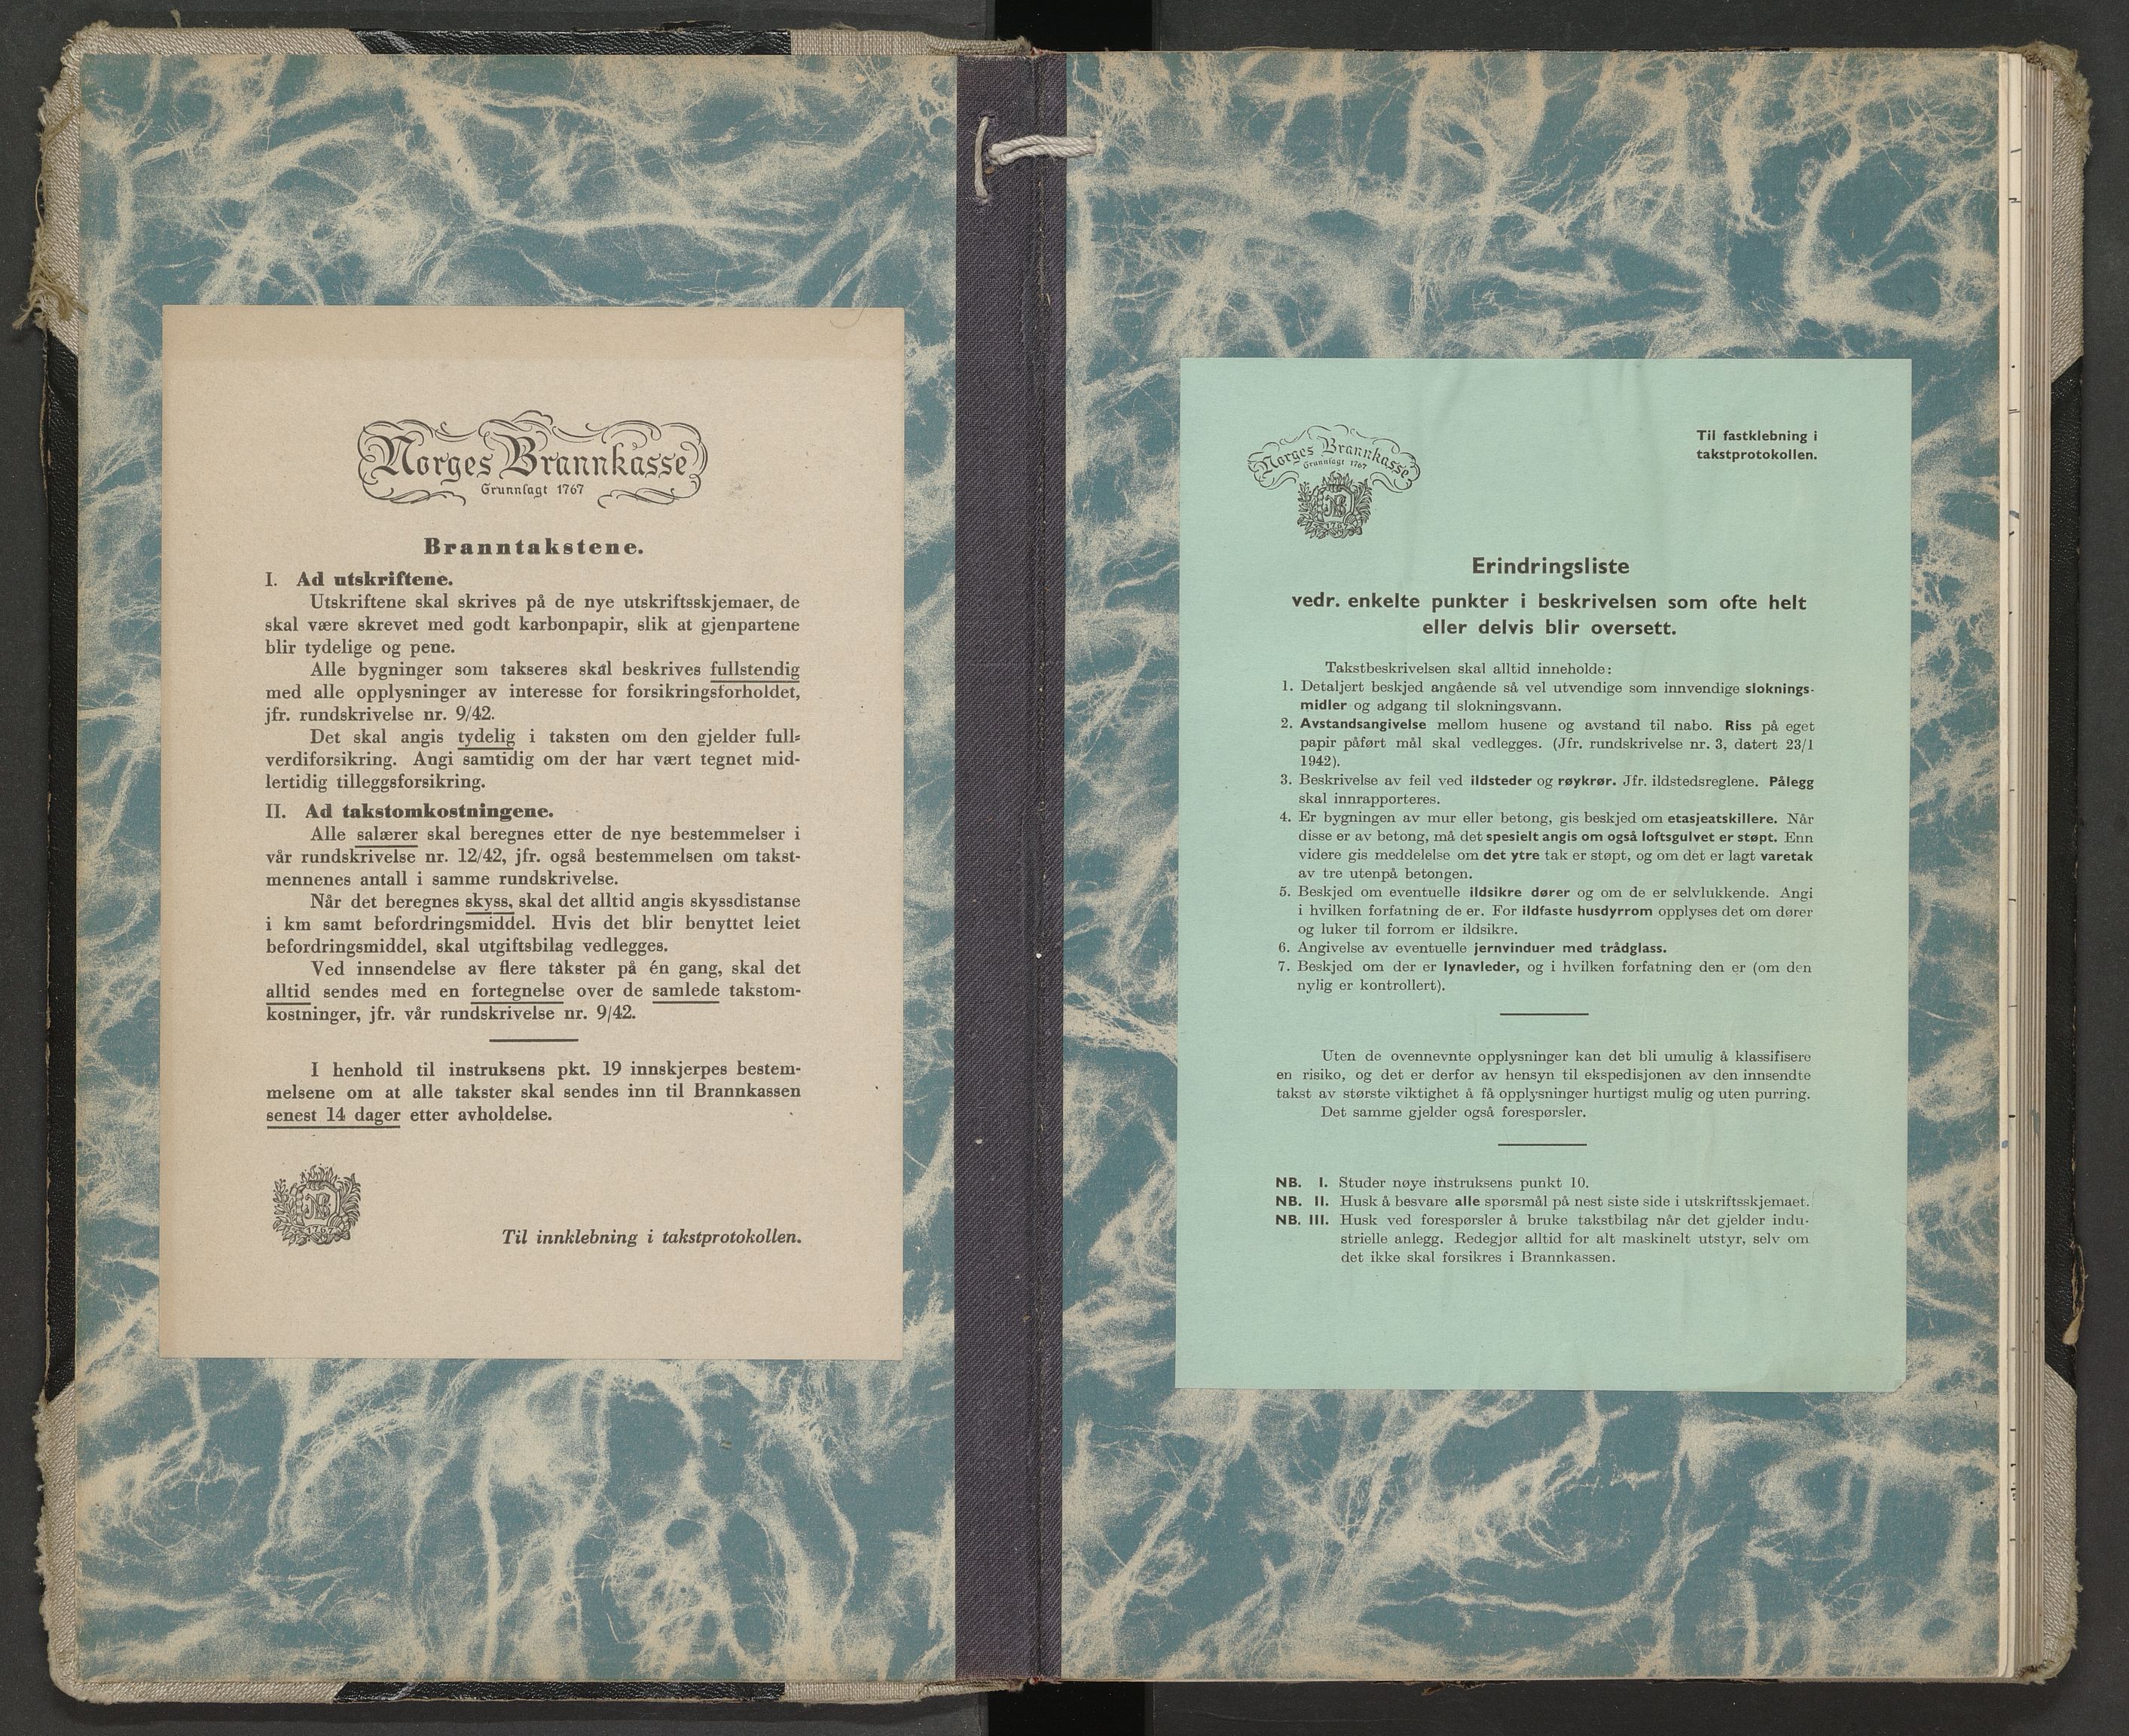 Norges Brannkasse
Grunnlagt 1767
Branntakstene.
I. Ad utskriftene.
Utskriftene skal skrives på de nye utskriftsskjemaer, de
skal være skrevet med godt karbonpapir, slik at gjenpartene
blir tydelige og pene.
Alle bygninger som takseres skal beskrives fullstendig
med alle opplysninger av interesse for forsikringsforholdet,
jfr. rundskrivelse nr. 9/42.
Det skal angis tydelig i taksten om den gjelder full=
verdiforsikring. Angi samtidig om der har vært tegnet mid-
lertidig tilleggsforsikring.
II. Ad takstomkostningene.
Alle salærer skal beregnes etter de nye bestemmelser i
vår rundskrivelse nr. 12/42, jfr. også bestemmelsen om takst-
mennenes antall i samme rundskrivelse.
Når det beregnes skyss, skal det alltid angis skyssdistanse
i km samt befordringsmiddel. Hvis det blir benyttet leiet
befordringsmiddel, skal utgiftsbilag vedlegges.
Ved innsendelse av flere takster på én gang, skal det
alltid sendes med en fortegnelse over de samlede takstom-
kostninger, jfr. vår rundskrivelse nr. 9/42.
I henhold til instruksens pkt. 19 innskjerpes bestem-
melsene om at alle takster skal sendes inn til Brannkassen
senest 14 dager etter avholdelse.
NB
1767
Til innklebning i takstprotokollen.
Norges Brannkasse
Grunnlagt 1767
NB
1767
Til fastklebning i
takstprotokollen.
Erindringsliste
vedr. enkelte punkter i beskrivelsen som ofte helt
eller delvis blir oversett.
Takstbeskrivelsen skal alltid inneholde:
1. Detaljert beskjed angående så vel utvendige som innvendige sloknings-
midler og adgang til slokningsvann.
2. Avstandsangivelse mellom husene og avstand til nabo. Riss på eget
papir påført mål skal vedlegges. (Jfr. rundskrivelse nr. 3, datert 23/1
1942).
3. Beskrivelse av feil ved ildsteder og røykrør. Jfr. ildstedsreglene. Pålegg
skal innrapporteres.
4. Er bygningen av mur eller betong, gis beskjed om etasjeatskillere. Når
disse er av betong, må det spesielt angis om også loftsgulvet er støpt. Enn
videre gis meddelelse om det ytre tak er støpt, og om det er lagt varetak
av tre utenpå betongen.
5. Beskjed om eventuelle ildsikre dører og om de er selvlukkende. Angi
i hvilken forfatning de er. For ildfaste husdyrrom opplyses det om dører
og luker til forrom er ildsikre.
6. Angivelse av eventuelle jernvinduer med trådglass.
7. Beskjed om der er lynavleder, og i hvilken forfatning den er (om den
nylig er kontrollert).
Uten de ovennevnte opplysninger kan det bli umulig å klassifisere
en risiko, og det er derfor av hensyn til ekspedisjonen av den innsendte
takst av største viktighet å få opplysninger hurtigst mulig og uten purring.
Det samme gjelder også forespørsler.
NB. I. Studer nøye instruksens punkt 10.
NB. II. Husk å besvare alle spørsmål på nest siste side i utskriftsskjemaet.
NB. III. Husk ved forespørsler å bruke takstbilag når det gjelder indu-
strielle anlegg. Redegjør alltid for alt maskinelt utstyr, selv om
det ikke skal forsikres i Brannkassen.